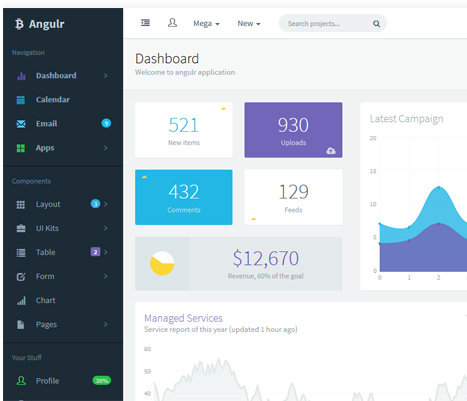 Angulr
Mega
New
Search projects...
Navigation
Dashboard
Calendar
Email
9
Apps
Components
Layout
3
UI Kits
Table
2
Form
Chart
Pages
Your Stuff
Profile
30%
Dashboard
Welcome to angulr application
521
New items
930
Uploads
432
Comments
129
Feeds
$12,670
Revenue, 60% of the goal
Latest Campaign
20
15
10
5
0
0
1
2
Managed Services
Service report of this year (updated 1 hour ago)
60
50
40